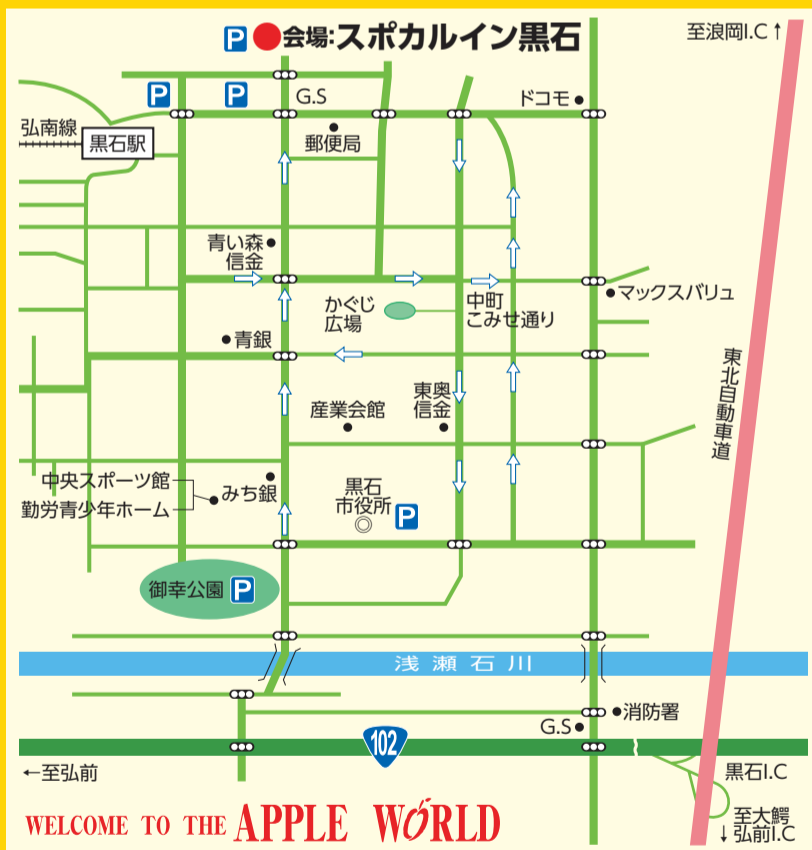 P
会場:スポカルイン黒石
至浪岡I.C↑
P
P
G.S
ドコモ
弘南線
黒石駅
郵便局
青い森
信金
かぐじ
広場
中町
こみせ通り
マックスバリュ
青銀
東北自動車道
産業会館
東奥
信金
中央スポーツ館
勤労青少年ホーム
みち銀
黒石
市役所
P
御幸公園
P
浅瀬石川
消防署
G.S
102
←至弘前
黒石I.C
至大鰐
↓弘前I.C
WELCOME TO THE APPLE WORLD